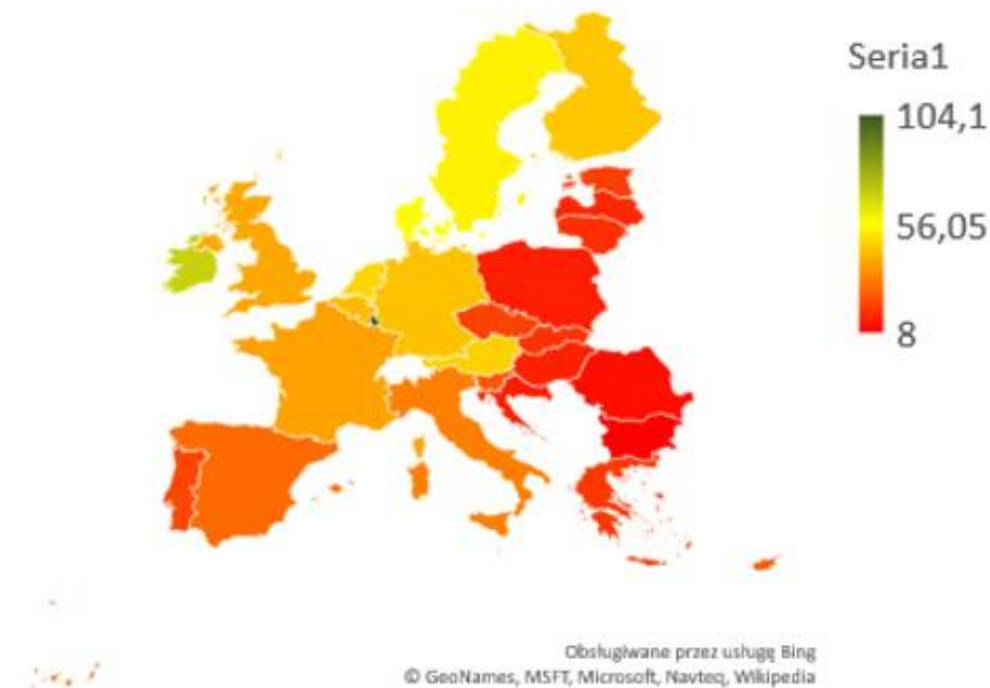 Seria1
104,1
56,05
8
Obsługiwane przez usługę Bing
© GeoNames, MSFT, Microsoft, Navteq, Wikipedia